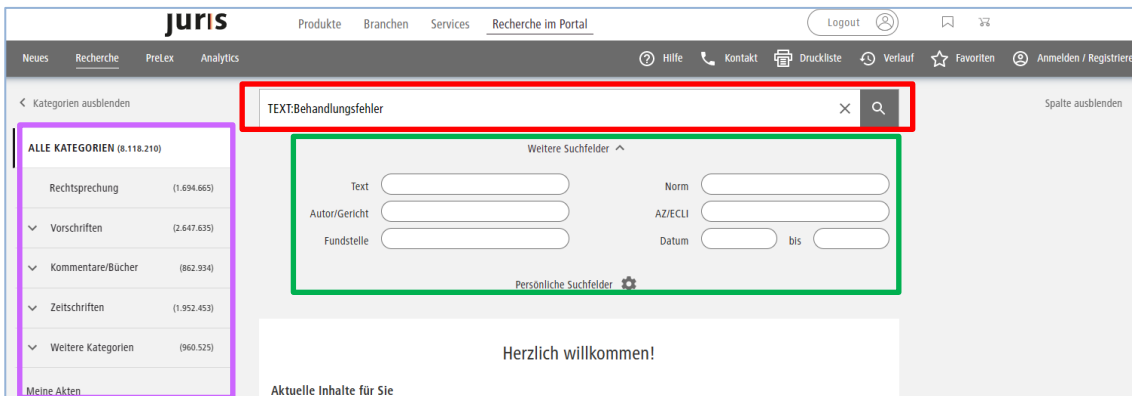 juris Produkte Branchen Services Recherche im Portal Logout
Neues Recherche PreLex Analytics Hilfe Kontakt Druckliste Verlauf Favoriten Anmelden / Registriere
Kategorien ausblenden
TEXT:Behandlungsfehler
Spalte ausblenden
ALLE KATEGORIEN (8.118.210)
Rechtsprechung (1.694.665)
Vorschriften (2.647.635)
Kommentare/Bücher (862.934)
Zeitschriften (1.952.453)
Weitere Kategorien (960.525)
Meine Akten
Weitere Suchfelder
Text Norm
Autor/Gericht AZ/ECLI
Fundstelle Datum bis
Persönliche Suchfelder
Herzlich willkommen!
Aktuelle Inhalte für Sie